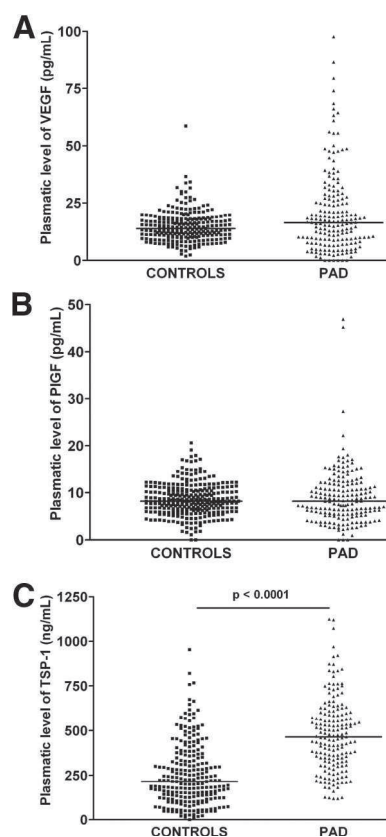 A
Plasmatic level of VEGF (pg/mL)
100
75
50
25
0
CONTROLS PAD
B
Plasmatic level of PlGF (pg/mL)
50
40
30
20
10
0
CONTROLS PAD
C
Plasmatic level of TSP-1 (ng/mL)
1250
1000
750
500
250
0
p < 0.0001
CONTROLS PAD